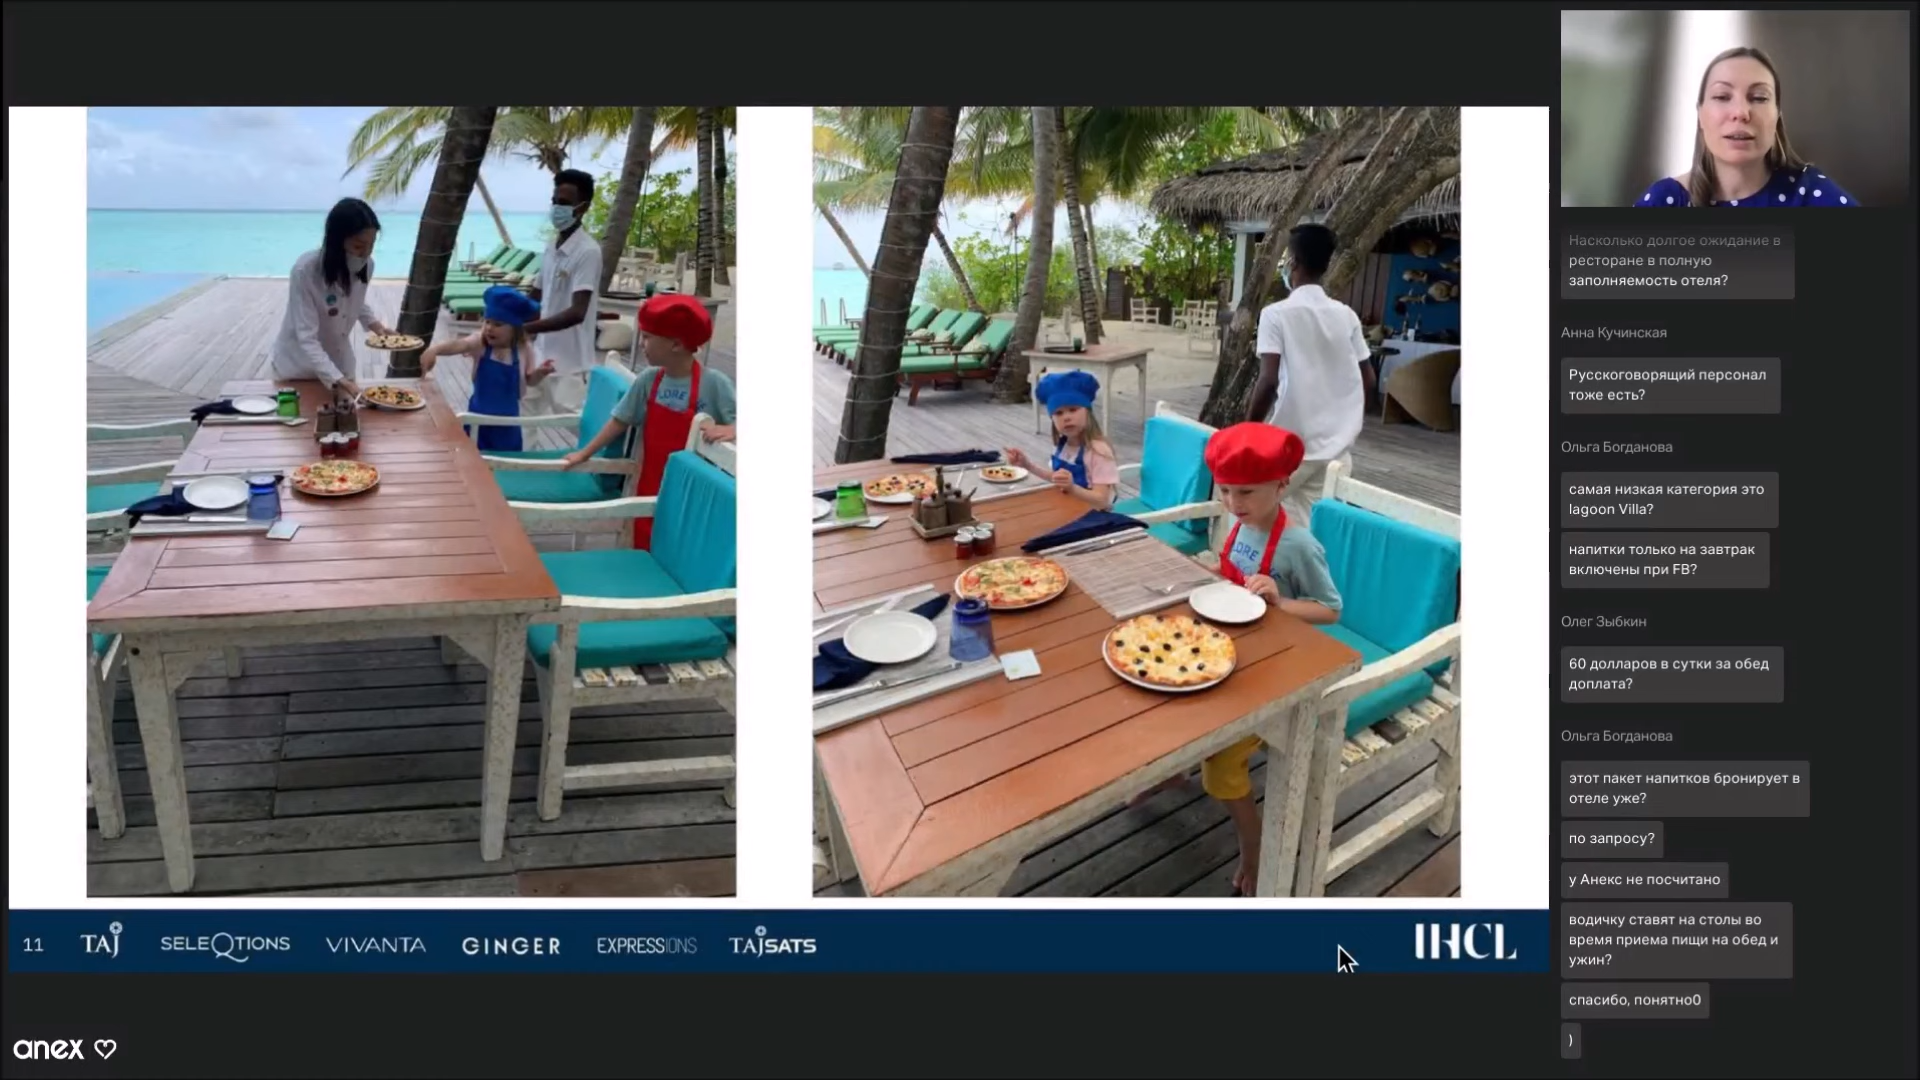 LORE
LORE
11
TAJ
SELEQTIONS
VIVANTA
GINGER
EXPRESSIONS
TAJSATS
IHCL
anex
Насколько долгое ожидание в
ресторане в полную
заполняемость отеля?
Анна Кучинская
Русскоговорящий персонал
тоже есть?
Ольга Богданова
самая низкая категория это
lagoon Villa?
напитки только на завтрак
включены при FB?
Олег Зыбкин
60 долларов в сутки за обед
доплата?
Ольга Богданова
этот пакет напитков бронирует в
отеле уже?
по запросу?
у Анекс не посчитано
водичку ставят на столы во
время приема пищи на обед и
ужин?
спасибо, понятно0
)